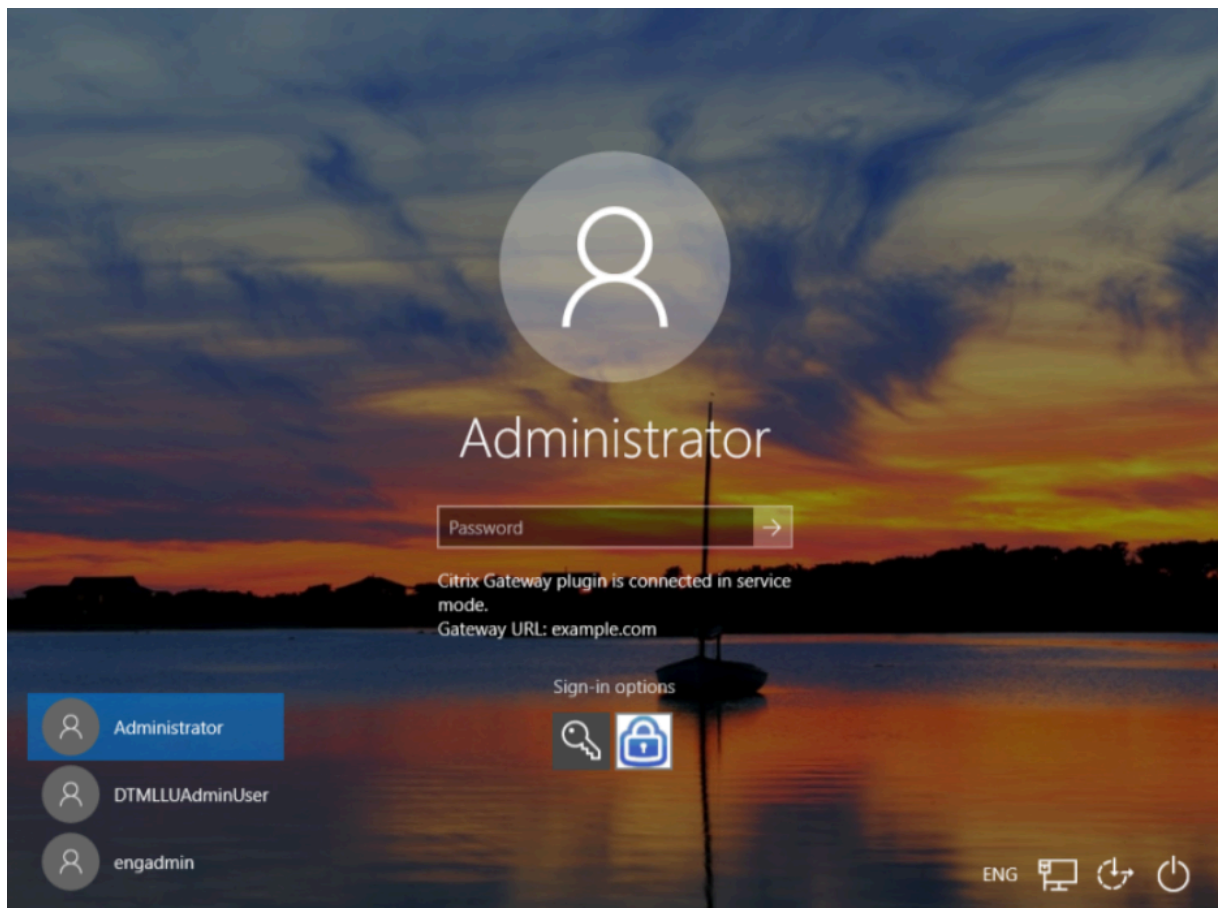 Administrator
Password
Citrix Gateway plugin is connected in service
mode.
Gateway URL: example.com
Sign-in options
Administrator
DTMLLUAdminUser
engadmin
ENG